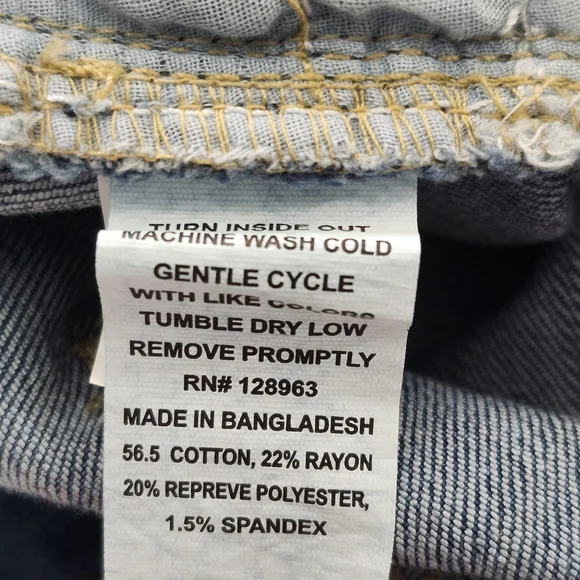 TURN INSIDE OUT
MACHINE WASH COLD
GENTLE CYCLE
WITH LIKE COLORS
TUMBLE DRY LOW
REMOVE PROMPTLY
RN# 128963
MADE IN BANGLADESH
56.5 COTTON, 22% RAYON
20% REPREVE POLYESTER,
1.5% SPANDEX